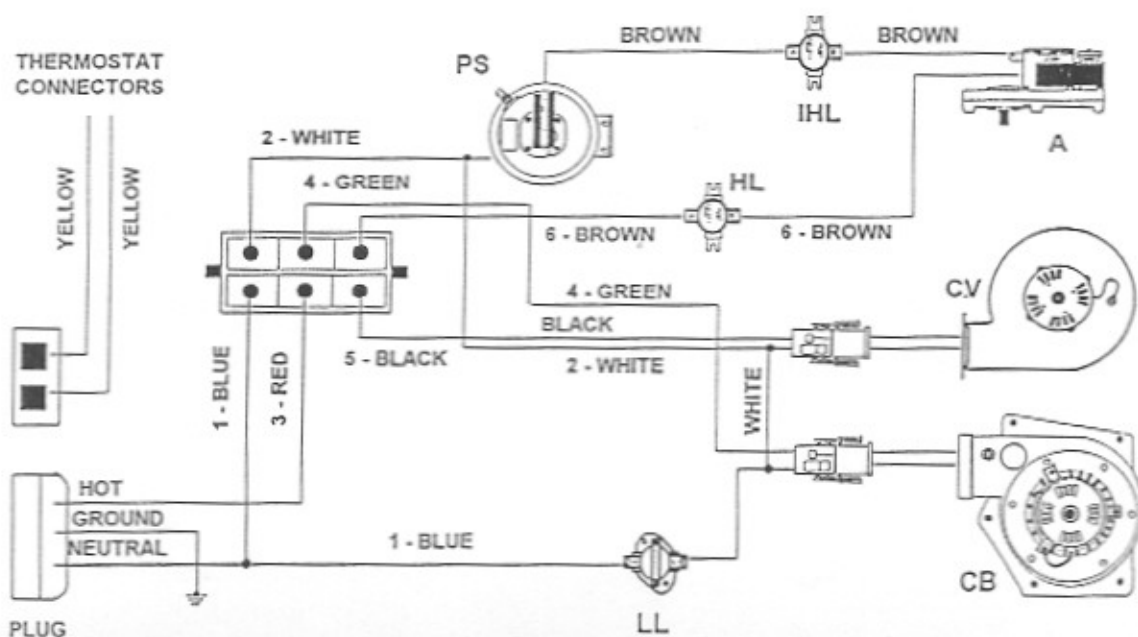 THERMOSTAT
CONNECTORS
YELLOW
YELLOW
PS
BROWN
BROWN
IHL
A
2 - WHITE
4 - GREEN
HL
6 - BROWN
6 - BROWN
4 - GREEN
CV
BLACK
5 - BLACK
2 - WHITE
1 - BLUE
3 - RED
WHITE
HOT
GROUND
NEUTRAL
1 - BLUE
CB
PLUG
LL